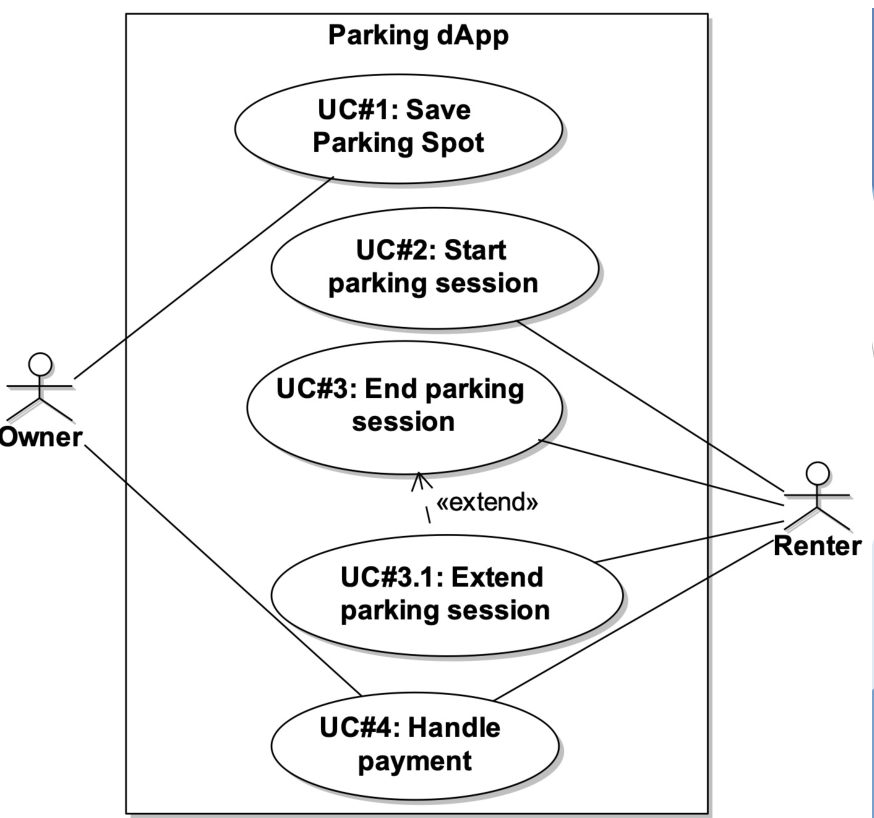 Parking dApp
UC#1: Save
Parking Spot
UC#2: Start
parking session
UC#3: End parking
session
«extend»
UC#3.1: Extend
parking session
UC#4: Handle
payment
Owner
Renter